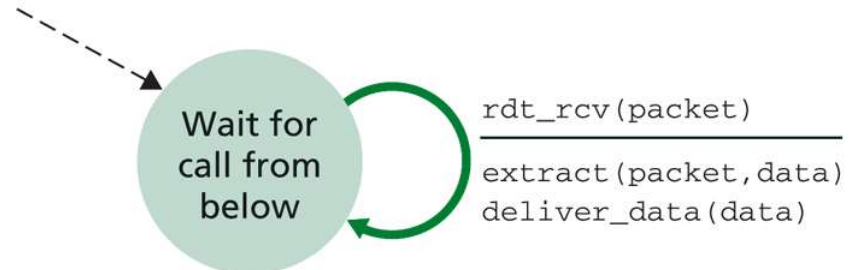 Wait for
call from
below
rdt_rcv(packet)
extract(packet,data)
deliver_data(data)